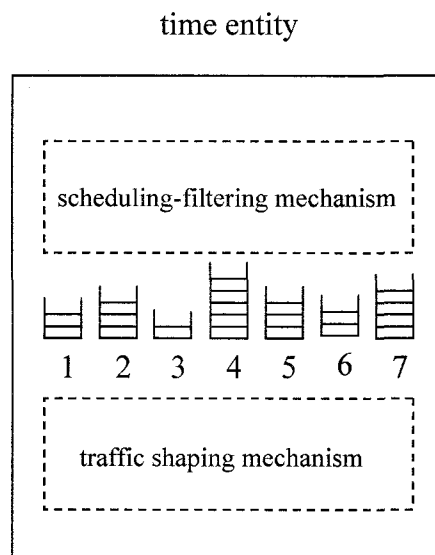 time entity
scheduling-filtering mechanism
1 2 3 4 5 6 7
traffic shaping mechanism